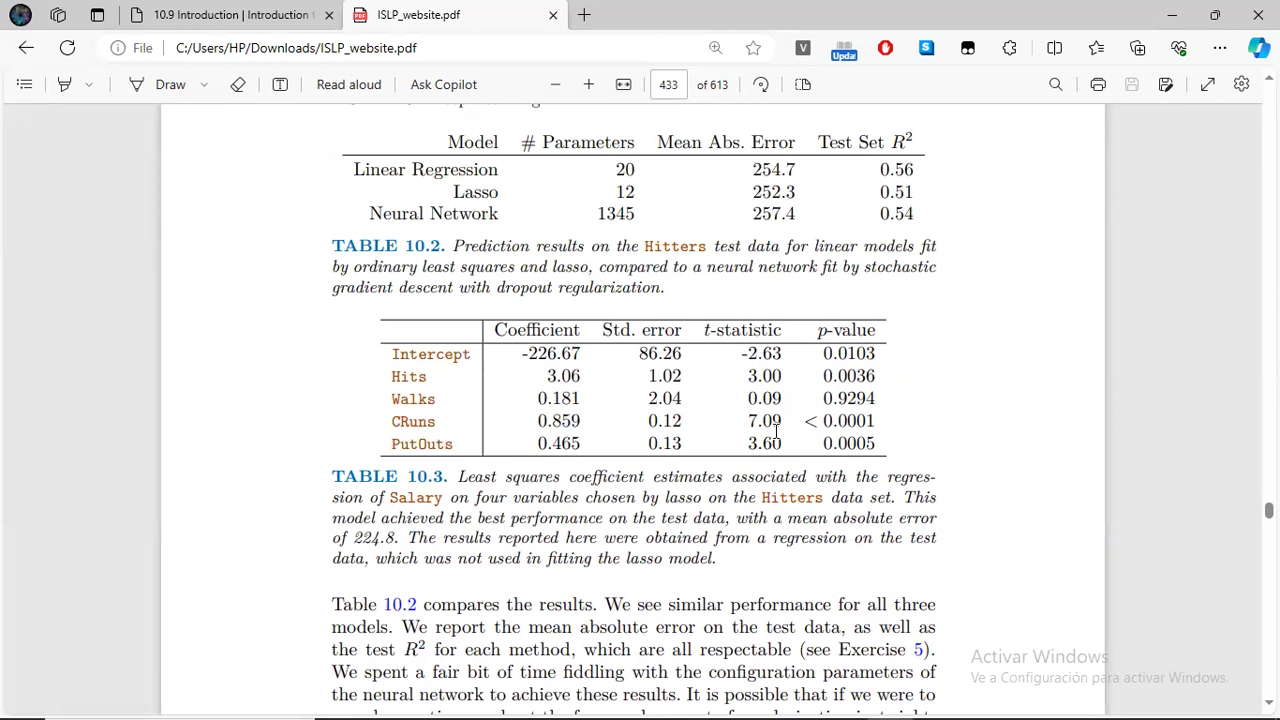 10.9 Introduction | Introduction t
ISLP_website.pdf
File
C:/Users/HP/Downloads/ISLP_website.pdf
V
Upda
S
Draw
Read aloud
Ask Copilot
433
of 613
Model # Parameters Mean Abs. Error Test Set R²
Linear Regression 20 254.7 0.56
Lasso 12 252.3 0.51
Neural Network 1345 257.4 0.54
TABLE 10.2. Prediction results on the Hitters test data for linear models fit
by ordinary least squares and lasso, compared to a neural network fit by stochastic
gradient descent with dropout regularization.
Coefficient Std. error t-statistic p-value
Intercept -226.67 86.26 -2.63 0.0103
Hits 3.06 1.02 3.00 0.0036
Walks 0.181 2.04 0.09 0.9294
CRuns 0.859 0.12 7.09 < 0.0001
PutOuts 0.465 0.13 3.60 0.0005
TABLE 10.3. Least squares coefficient estimates associated with the regres-
sion of Salary on four variables chosen by lasso on the Hitters data set. This
model achieved the best performance on the test data, with a mean absolute error
of 224.8. The results reported here were obtained from a regression on the test
data, which was not used in fitting the lasso model.
Table 10.2 compares the results. We see similar performance for all three
models. We report the mean absolute error on the test data, as well as
the test R² for each method, which are all respectable (see Exercise 5).
We spent a fair bit of time fiddling with the configuration parameters of
the neural network to achieve these results. It is possible that if we were to
Activar Windows
Ve a Configuración para activar Windows.